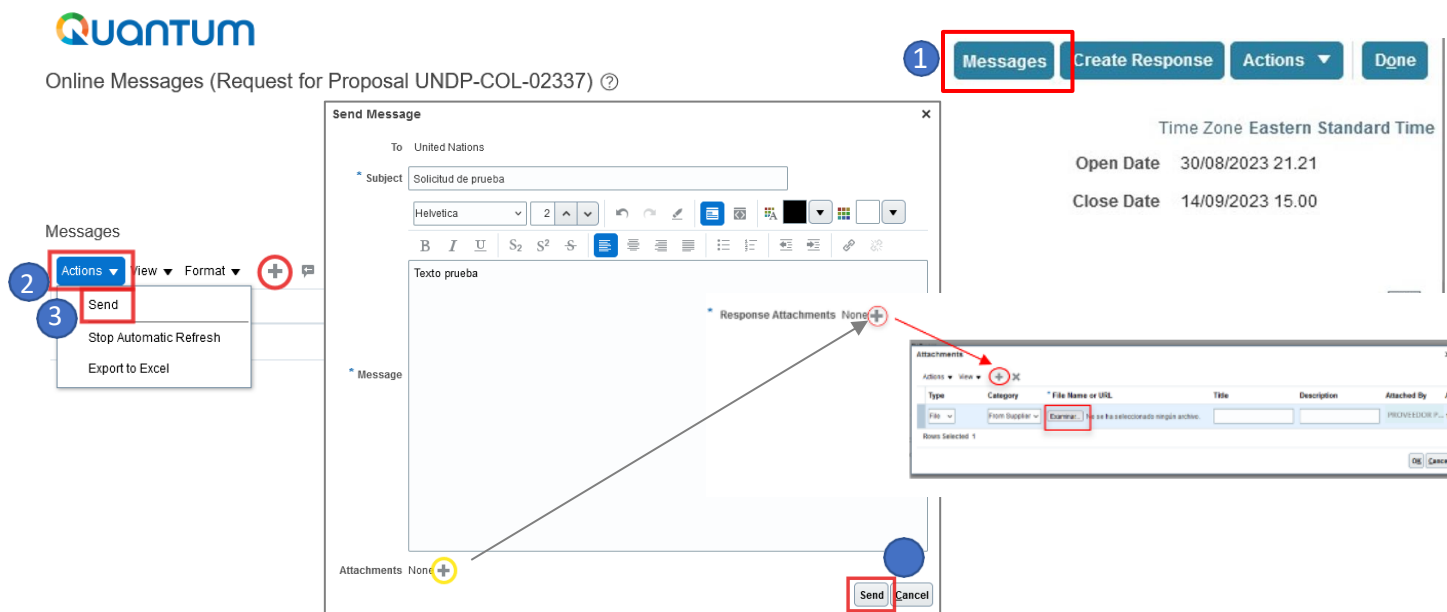 QUANTUM
Online Messages (Request for Proposal UNDP-COL-02337) ?
1
Messages
Create Response
Actions
Done
Time Zone Eastern Standard Time
Open Date 30/08/2023 21.21
Close Date 14/09/2023 15.00
Messages
2
Actions View Format
3
Send
Stop Automatic Refresh
Export to Excel
Send Message
To United Nations
* Subject Solicitud de prueba
Helvetica 2
B I U S2 S2 S
Texto prueba
* Message
* Response Attachments None
Attachments None
Send Cancel
Attachments
Actions View
Type Category * File Name or URL Title Description Attached By
File From Supplier Examinar... No se ha seleccionado ningún archivo. PROVEEDOR P...
Rows Selected 1
OK Cance